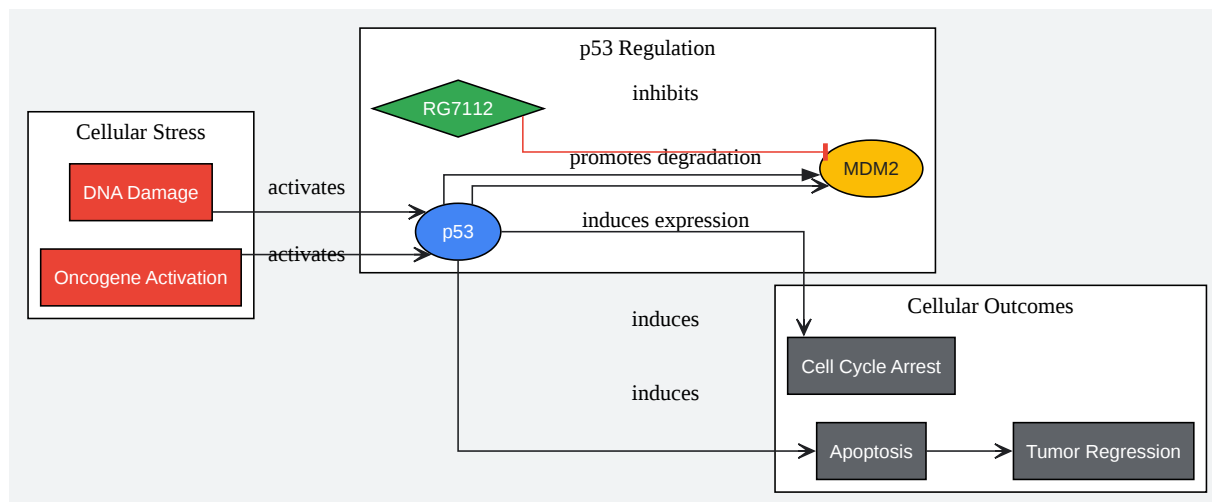 p53 Regulation
inhibits
RG7112
Cellular Stress
promotes degradation
MDM2
DNA Damage
activates
induces expression
p53
activates
Oncogene Activation
Cellular Outcomes
induces
Cell Cycle Arrest
induces
Apoptosis
Tumor Regression